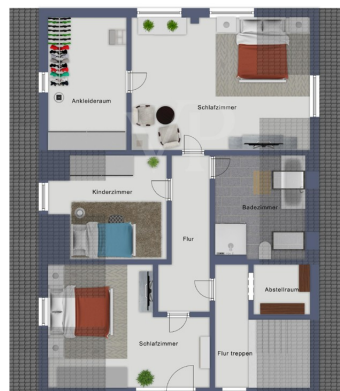 Ankleideraum
Schlafzimmer
Kinderzimmer
Badezimmer
Flur
Abstellraum
Schlafzimmer
Flur treppen